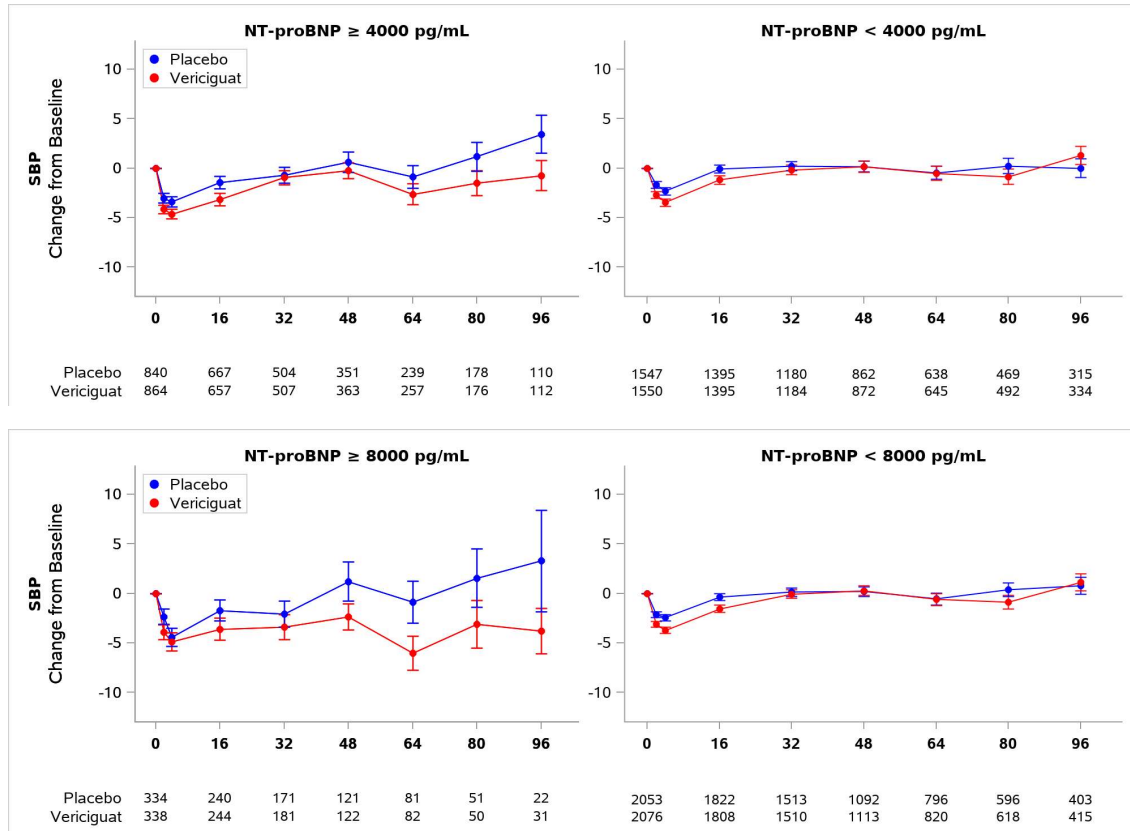 NT-proBNP ≥ 4000 pg/mL
NT-proBNP < 4000 pg/mL
Placebo
Vericiguat
SBP
Change from Baseline
10
5
0
-5
-10
10
5
0
-5
-10
0 16 32 48 64 80 96
0 16 32 48 64 80 96
Placebo 840 667 504 351 239 178 110
Vericiguat 864 657 507 363 257 176 112
1547 1395 1180 862 638 469 315
1550 1395 1184 872 645 492 334
NT-proBNP ≥ 8000 pg/mL
NT-proBNP < 8000 pg/mL
Placebo
Vericiguat
SBP
Change from Baseline
10
5
0
-5
-10
10
5
0
-5
-10
0 16 32 48 64 80 96
0 16 32 48 64 80 96
Placebo 334 240 171 121 81 51 22
Vericiguat 338 244 181 122 82 50 31
2053 1822 1513 1092 796 596 403
2076 1808 1510 1113 820 618 415